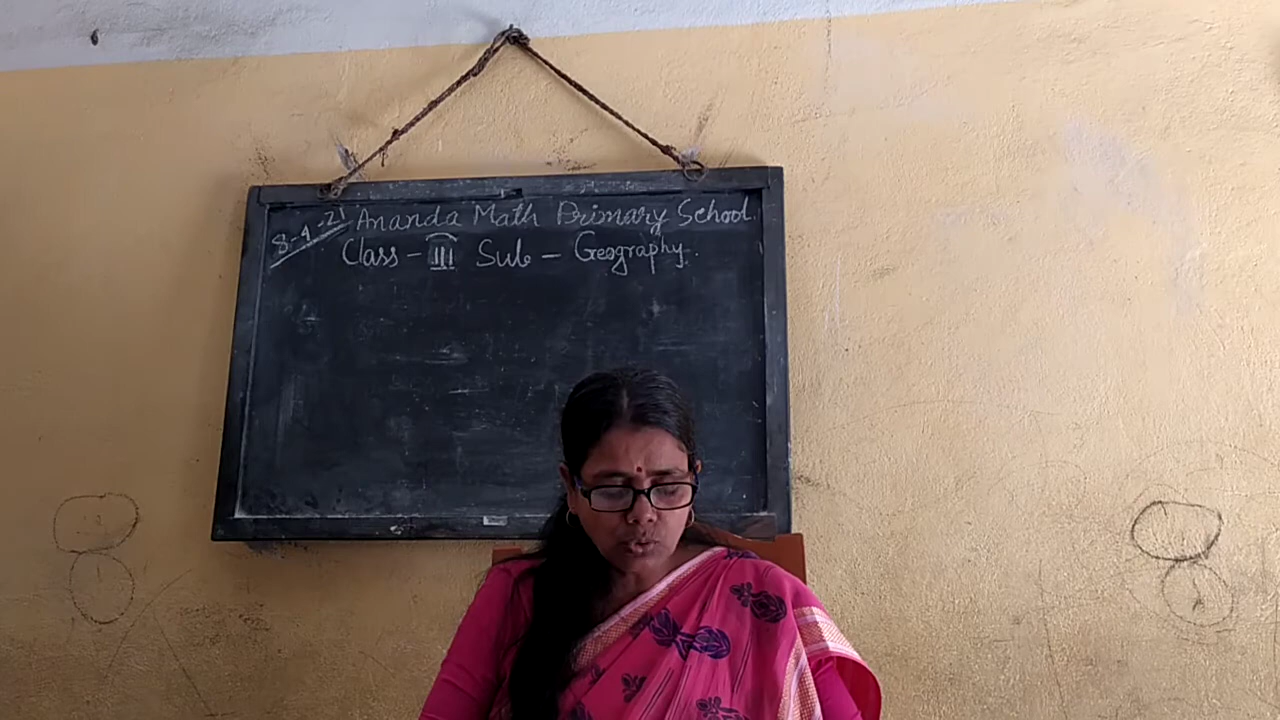 8-4-21 Ananda Math Primary School.
Class - III Sub - Geography.